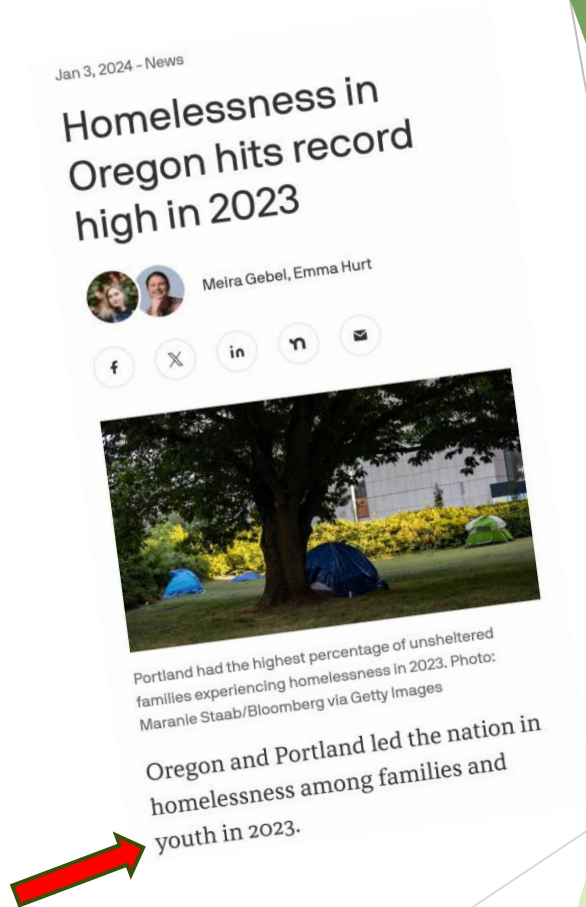 Jan 3, 2024 - News
Homelessness in
Oregon hits record
high in 2023
Meira Gebel, Emma Hurt
f
X
in
n
Portland had the highest percentage of unsheltered
families experiencing homelessness in 2023. Photo:
Maranie Staab/Bloomberg via Getty Images
Oregon and Portland led the nation in
homelessness among families and
youth in 2023.